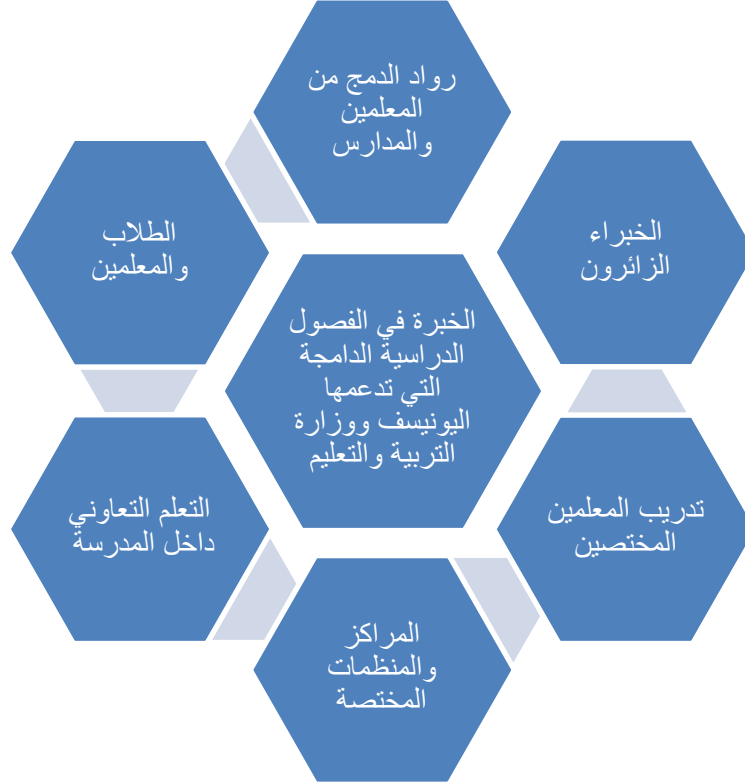 رواد الدمج من
المعلمين
والمدارس
الخبراء
الزائرون
الطلاب
والمعلمين
الخبرة في الفصول
الدراسية الدامجة
التي تدعمها
اليونيسف ووزارة
التربية والتعليم
تدريب المعلمين
المختصين
التعلم التعاوني
داخل المدرسة
المراكز
والمنظمات
المختصة